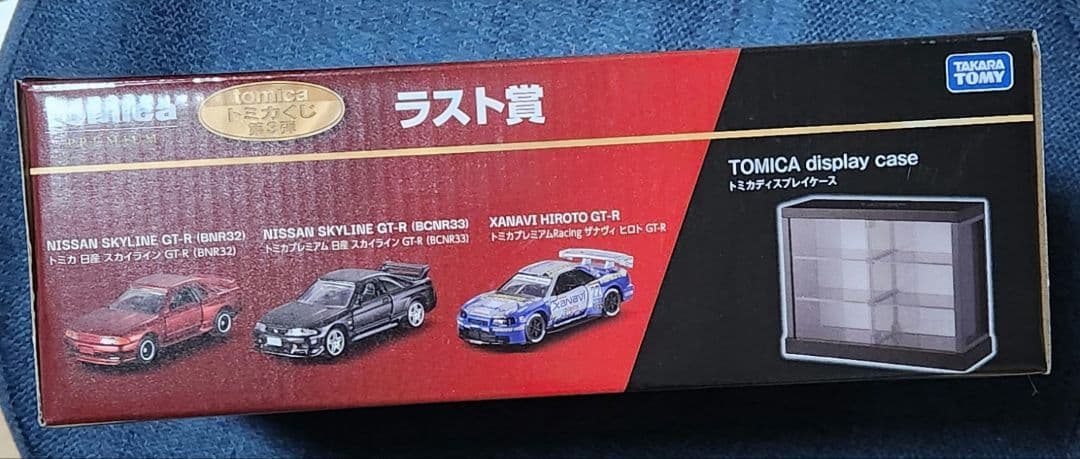 tomica
PREMIUM
tomica
トミカくじ
第3弾
ラスト賞
TAKARA
TOMY
TOMICA display case
トミカディスプレイケース
NISSAN SKYLINE GT-R (BNR32)
トミカ 日産 スカイライン GT-R (BNR32)
NISSAN SKYLINE GT-R (BCNR33)
トミカプレミアム 日産 スカイライン GT-R (BCNR33)
XANAVI HIROTO GT-R
トミカプレミアムRacing ザナヴィ ヒロト GT-R
XANAVI